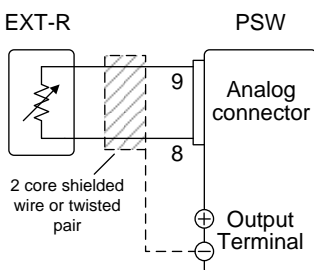 EXT-R
PSW
9
Analog
connector
8
2 core shielded
wire or twisted
pair
+
Output
Terminal
-